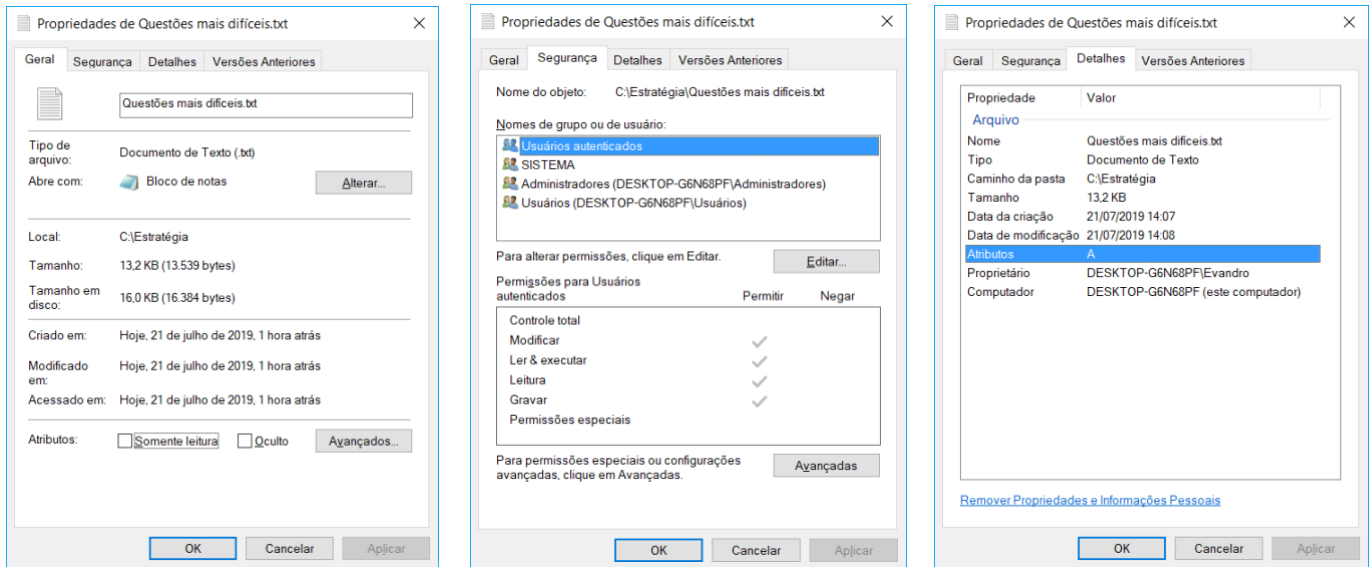 Propriedades de Questões mais difíceis.txt
Geral Segurança Detalhes Versões Anteriores
Questões mais difíceis.txt
Tipo de
arquivo:
Documento de Texto (.txt)
Abre com:
Bloco de notas
Alterar...
Local:
C:\Estratégia
Tamanho:
13,2 KB (13.539 bytes)
Tamanho em
disco:
16,0 KB (16.384 bytes)
Criado em:
Hoje, 21 de julho de 2019, 1 hora atrás
Modificado
em:
Hoje, 21 de julho de 2019, 1 hora atrás
Acessado em:
Hoje, 21 de julho de 2019, 1 hora atrás
Atributos:
Somente leitura
Oculto
Avançados...
OK
Cancelar
Aplicar
Propriedades de Questões mais difíceis.txt
Geral Segurança Detalhes Versões Anteriores
Nome do objeto: C:\Estratégia\Questões mais difíceis.txt
Nomes de grupo ou de usuário:
Usuários autenticados
SISTEMA
Administradores (DESKTOP-G6N68PF\Administradores)
Usuários (DESKTOP-G6N68PF\Usuários)
Para alterar permissões, clique em Editar.
Editar...
Permissões para Usuários
autenticados
Permitir
Negar
Controle total
Modificar
Ler & executar
Leitura
Gravar
Permissões especiais
Para permissões especiais ou configurações
avançadas, clique em Avançadas.
Avançadas
OK
Cancelar
Aplicar
Propriedades de Questões mais difíceis.txt
Geral Segurança Detalhes Versões Anteriores
Propriedade Valor
Arquivo
Nome Questões mais difíceis.txt
Tipo Documento de Texto
Caminho da pasta C:\Estratégia
Tamanho 13,2 KB
Data da criação 21/07/2019 14:07
Data de modificação 21/07/2019 14:08
Atributos A
Proprietário DESKTOP-G6N68PF\Evandro
Computador DESKTOP-G6N68PF (este computador)
Remover Propriedades e Informações Pessoais
OK
Cancelar
Aplicar